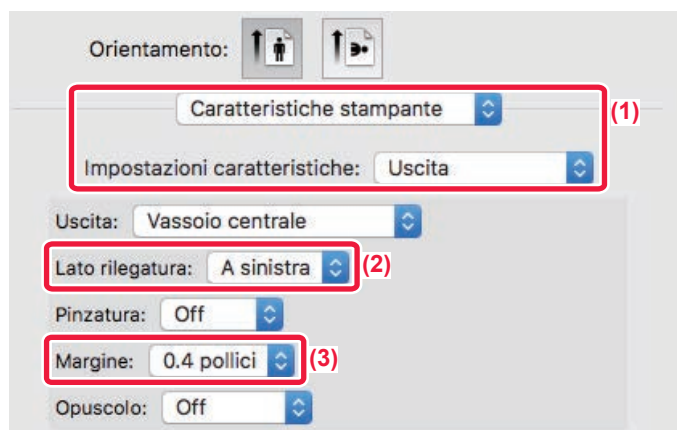 Orientamento:
Caratteristiche stampante
(1)
Impostazioni caratteristiche: Uscita
Uscita: Vassoio centrale
Lato rilegatura: A sinistra (2)
Pinzatura: Off
Margine: 0.4 pollici (3)
Opuscolo: Off